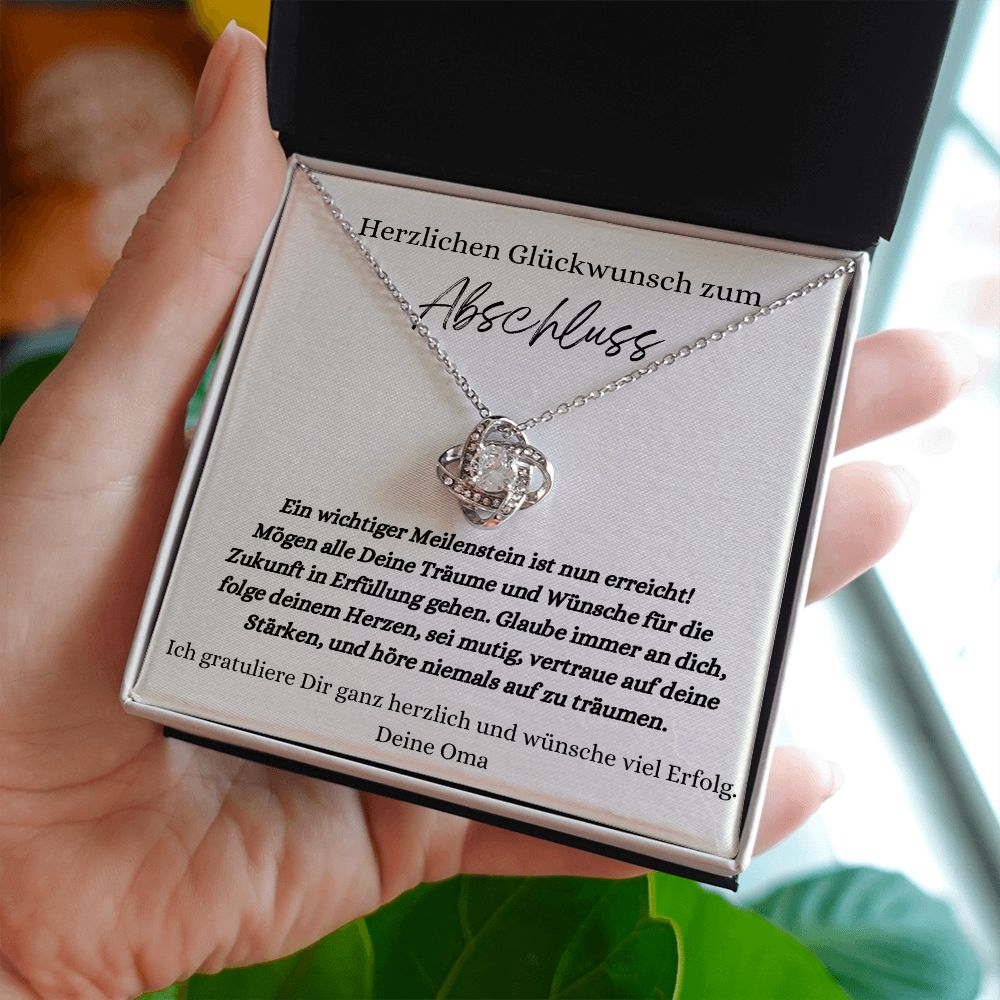 Herzlichen Glückwunsch zum
Abschluss
Ein wichtiger Meilenstein ist nun erreicht!
Mögen alle Deine Träume und Wünsche für die
Zukunft in Erfüllung gehen. Glaube immer an dich,
folge deinem Herzen, sei mutig, vertraue auf deine
Stärken, und höre niemals auf zu träumen.
Ich gratuliere Dir ganz herzlich und wünsche viel Erfolg.
Deine Oma